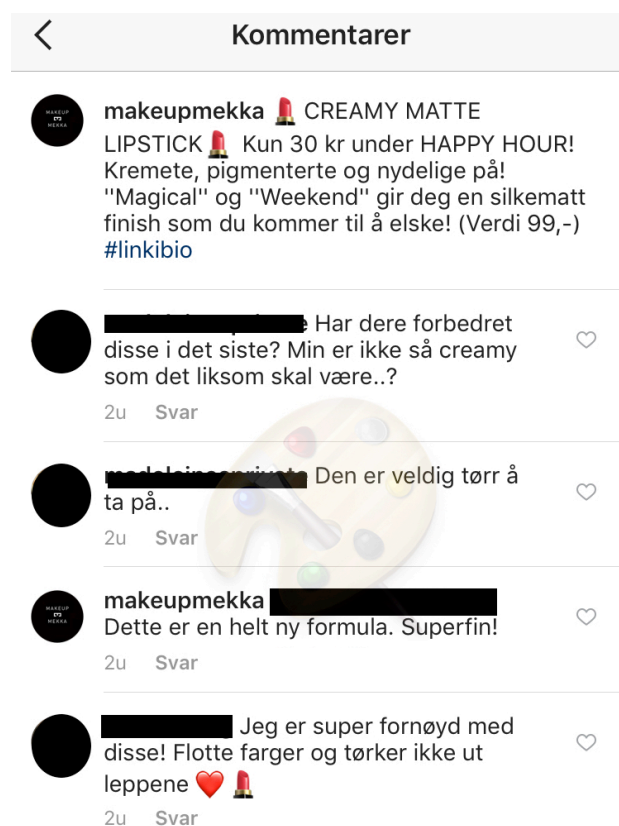 Kommentarer
MAKEUP
MEKKA
makeupmekka 💄 CREAMY MATTE
LIPSTICK💄 Kun 30 kr under HAPPY HOUR!
Kremete, pigmenterte og nydelige på!
"Magical" og "Weekend" gir deg en silkematt
finish som du kommer til å elske! (Verdi 99,-)
#linkibio
Har dere forbedret
disse i det siste? Min er ikke så creamy
som det liksom skal være..?
2u Svar
Den er veldig tørr å
ta på..
2u Svar
MAKEUP
MEKKA
makeupmekka
Dette er en helt ny formula. Superfin!
2u Svar
Jeg er super fornøyd med
disse! Flotte farger og tørker ikke ut
leppene ❤️ 💄
2u Svar